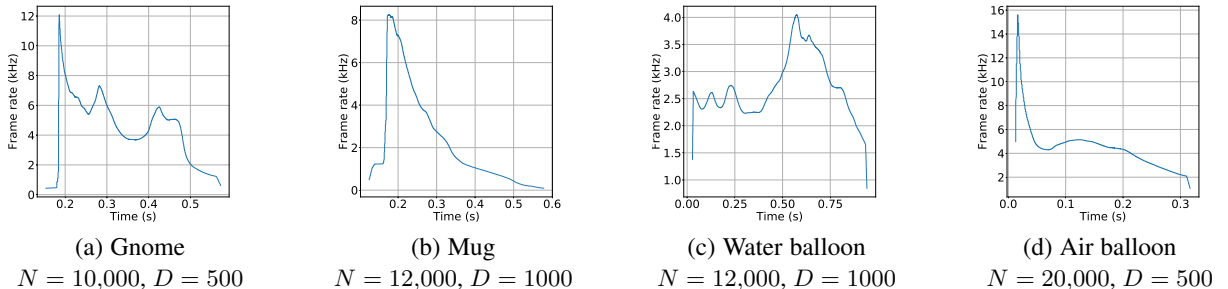 12
10
8
6
4
2
0
Frame rate (kHz)
0.2 0.3 0.4 0.5
Time (s)
(a) Gnome
N = 10,000, D = 500
8
6
4
2
0
Frame rate (kHz)
0.1 0.2 0.3 0.4 0.5 0.6
Time (s)
(b) Mug
N = 12,000, D = 1000
4.0
3.5
3.0
2.5
2.0
1.5
1.0
Frame rate (kHz)
0.00 0.25 0.50 0.75
Time (s)
(c) Water balloon
N = 12,000, D = 1000
16
14
12
10
8
6
4
2
Frame rate (kHz)
0.0 0.1 0.2 0.3
Time (s)
(d) Air balloon
N = 20,000, D = 500